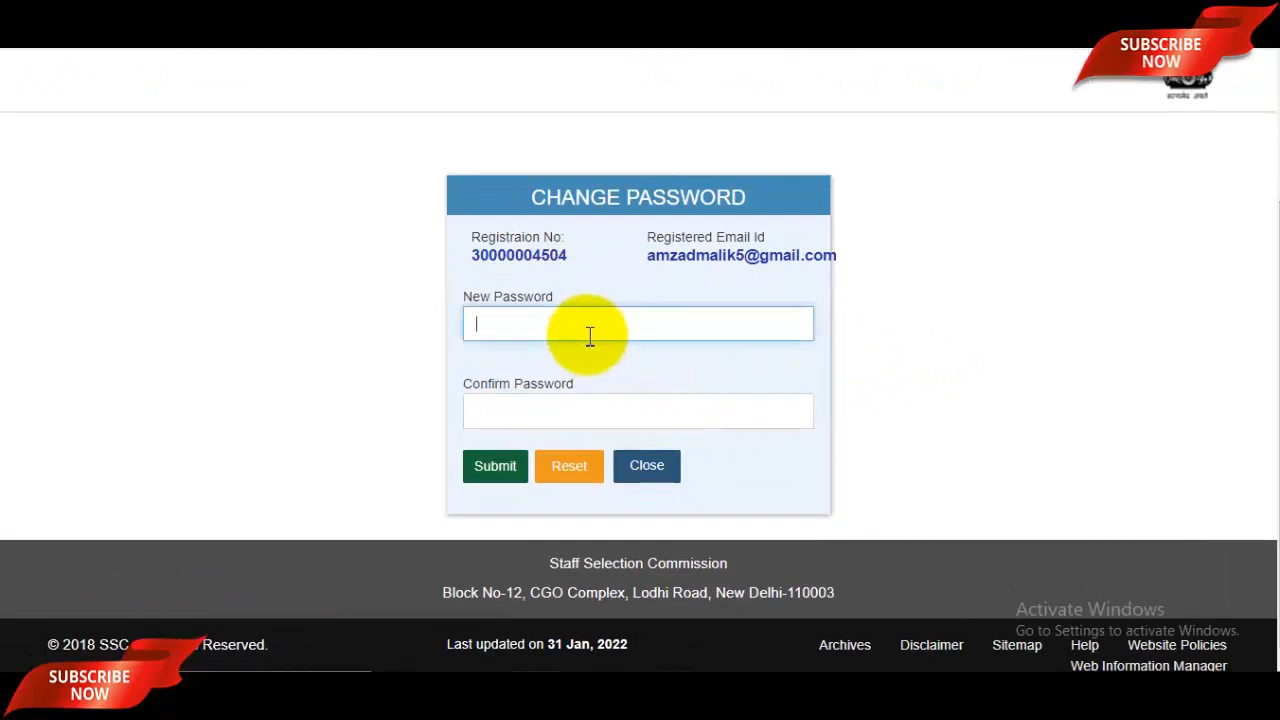 SUBSCRIBE
NOW
सत्यमेव जयते
CHANGE PASSWORD
Registraion No:
Registered Email Id
30000004504
amzadmalik5@gmail.com
New Password
Confirm Password
Submit
Reset
Close
Staff Selection Commission
Block No-12, CGO Complex, Lodhi Road, New Delhi-110003
Activate Windows
Go to Settings to activate Windows.
© 2018 SSC Reserved.
Last updated on 31 Jan, 2022
Archives
Disclaimer
Sitemap
Help
Website Policies
Web Information Manager
SUBSCRIBE
NOW